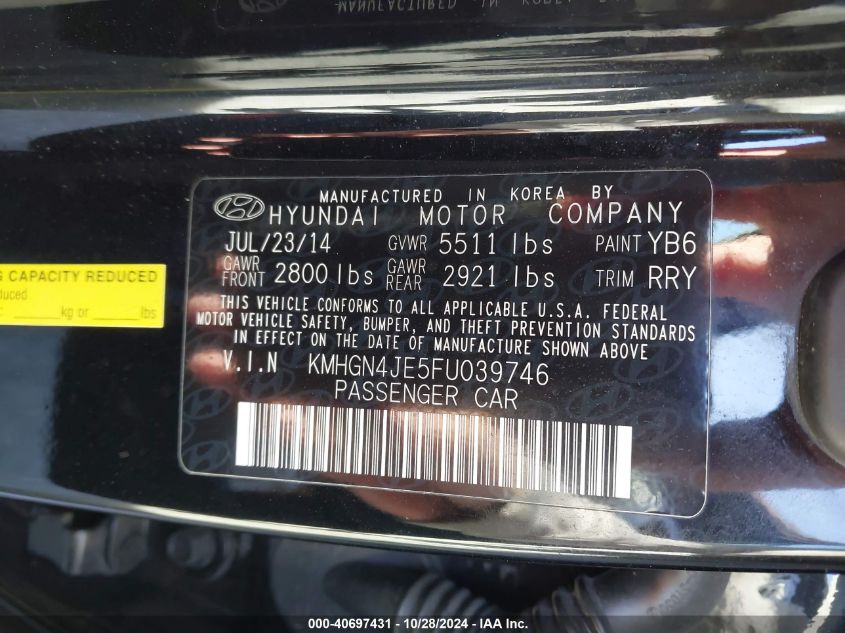 MANUFACTURED IN KOREA
MANUFACTURED IN KOREA BY
HYUNDAI MOTOR COMPANY
JUL/23/14 GVWR 5511 lbs PAINT YB6
GAWR FRONT 2800 lbs GAWR REAR 2921 lbs TRIM RRY
THIS VEHICLE CONFORMS TO ALL APPLICABLE U.S.A. FEDERAL
MOTOR VEHICLE SAFETY, BUMPER, AND THEFT PREVENTION STANDARDS
IN EFFECT ON THE DATE OF MANUFACTURE SHOWN ABOVE
V.I.N KMHGN4JE5FU039746
PASSENGER CAR
G CAPACITY REDUCED
kg or lbs
000-40697431 - 10/28/2024 - IAA Inc.